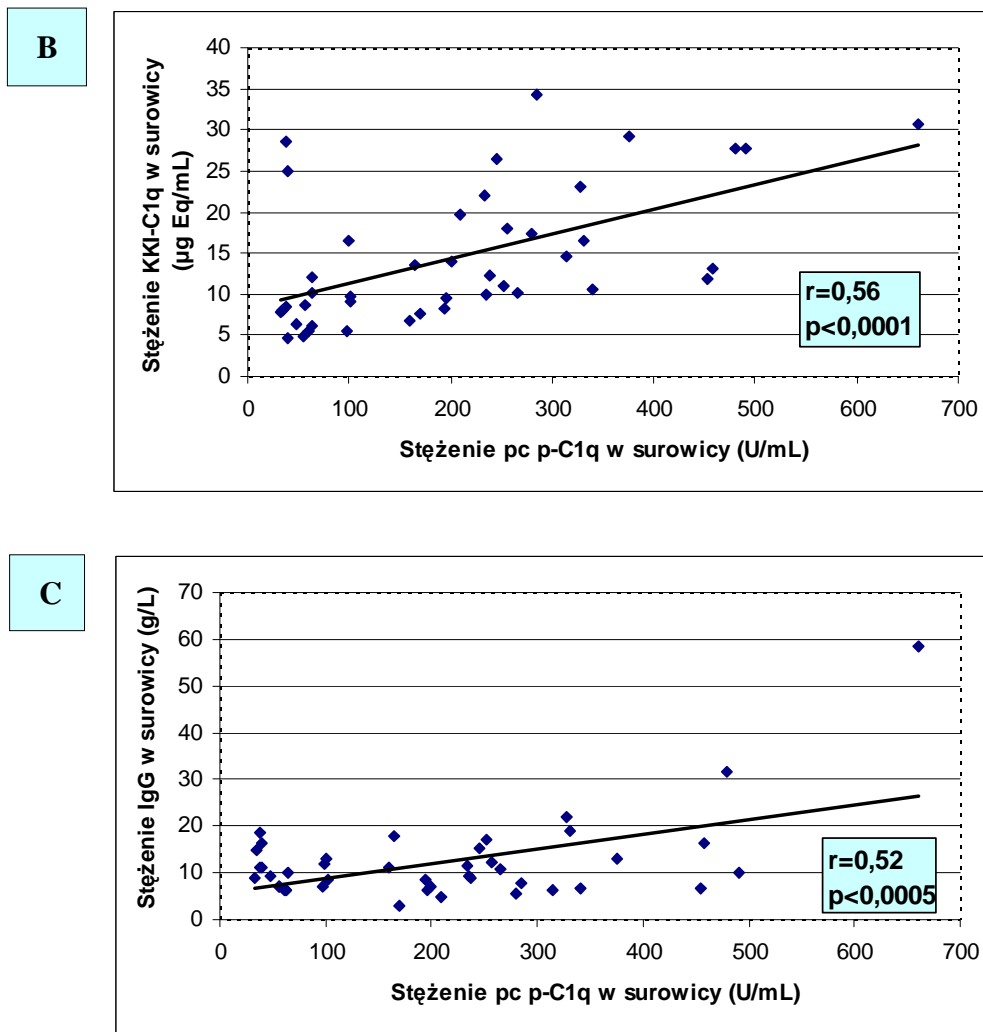 B
Stężenie KKI-C1q w surowicy
(µg Eq/mL)
40
35
30
25
20
15
10
5
0
r=0,56
p<0,0001
0 100 200 300 400 500 600 700
Stężenie pc p-C1q w surowicy (U/mL)
C
Stężenie IgG w surowicy (g/L)
70
60
50
40
30
20
10
0
r=0,52
p<0,0005
0 100 200 300 400 500 600 700
Stężenie pc p-C1q w surowicy (U/mL)